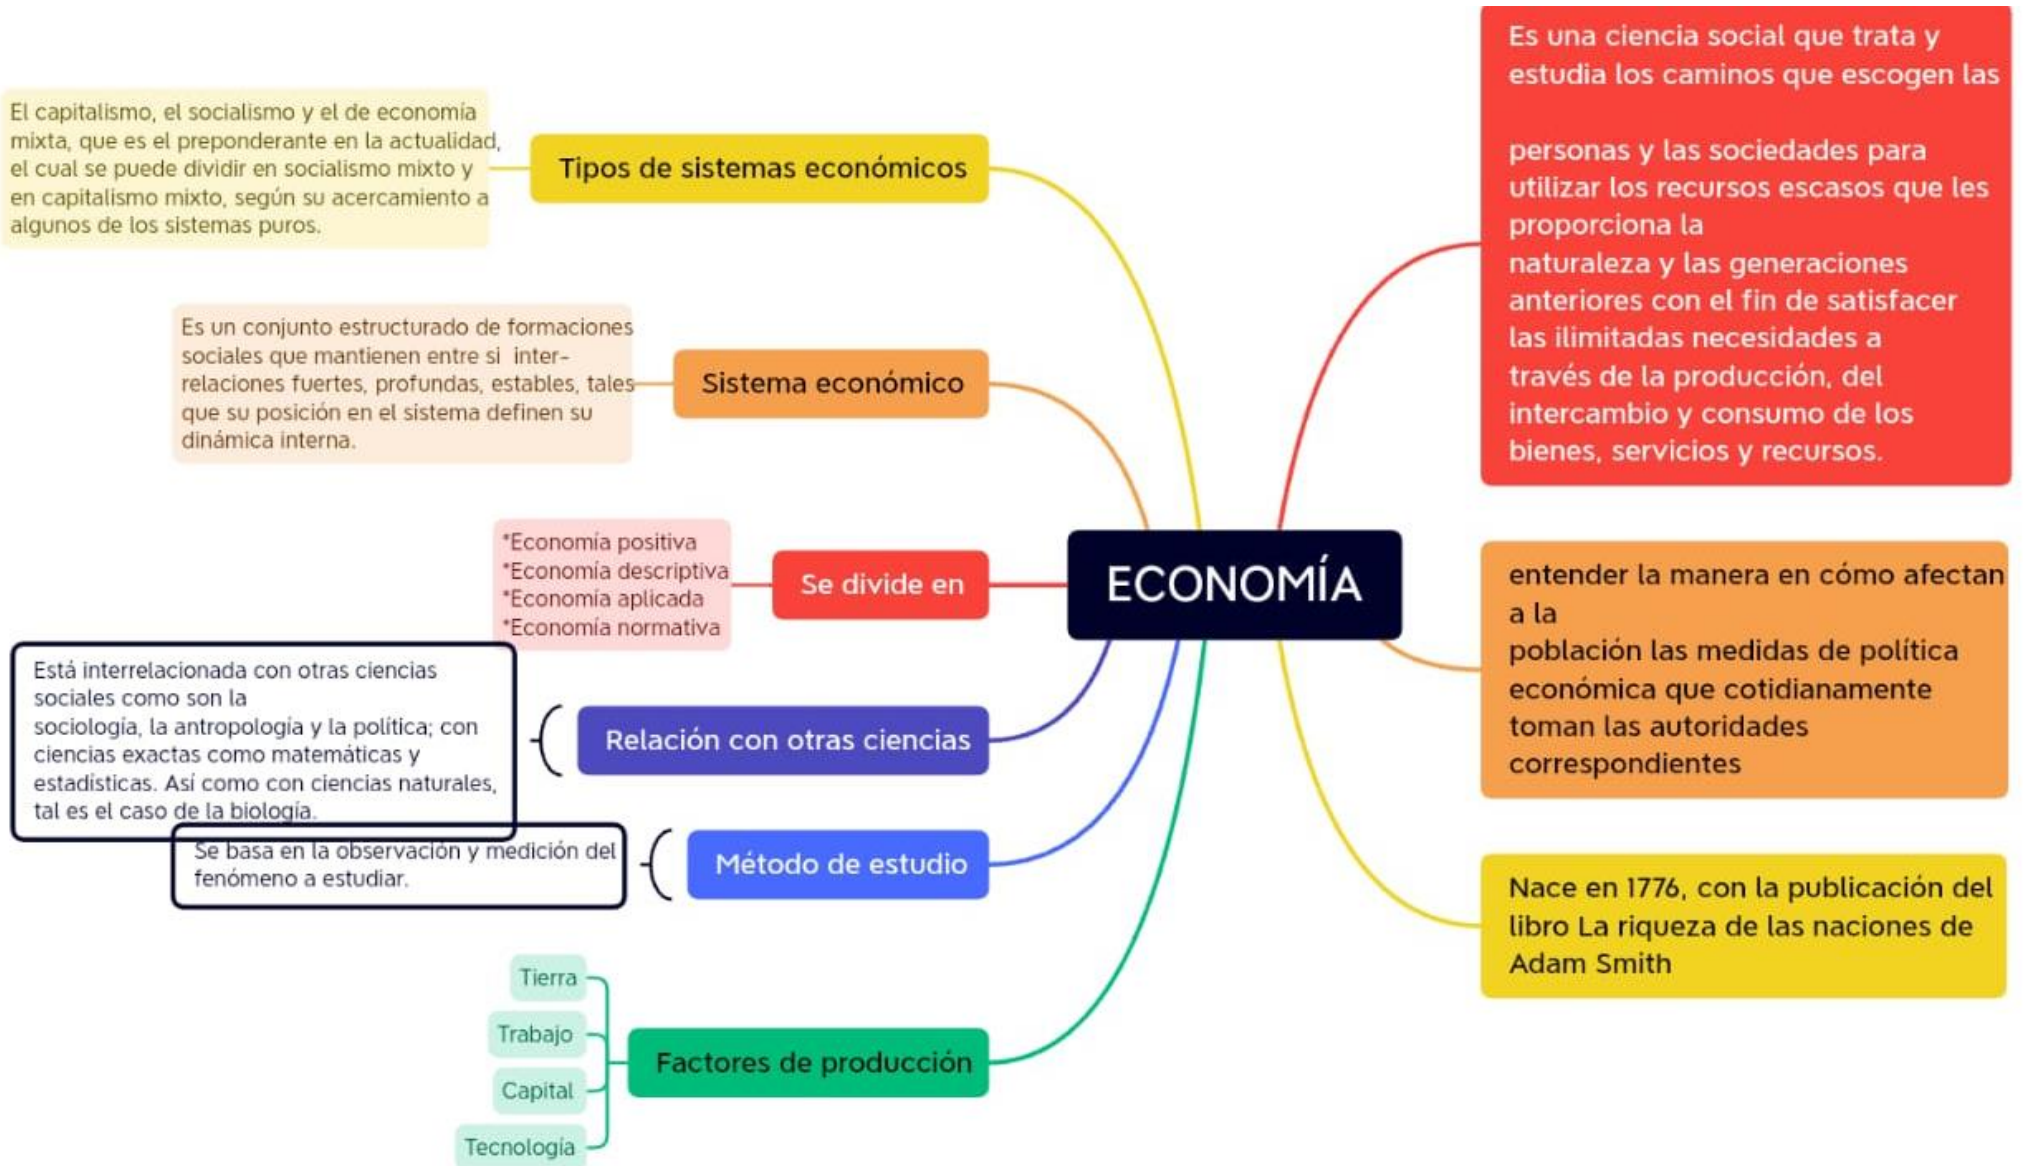 ECONOMÍA
Es una ciencia social que trata y
estudia los caminos que escogen las
personas y las sociedades para
utilizar los recursos escasos que les
proporciona la
naturaleza y las generaciones
anteriores con el fin de satisfacer
las ilimitadas necesidades a
través de la producción, del
intercambio y consumo de los
bienes, servicios y recursos.
entender la manera en cómo afectan
a la
población las medidas de política
económica que cotidianamente
toman las autoridades
correspondientes
Nace en 1776, con la publicación del
libro La riqueza de las naciones de
Adam Smith
Tipos de sistemas económicos
El capitalismo, el socialismo y el de economía
mixta, que es el preponderante en la actualidad,
el cual se puede dividir en socialismo mixto y
en capitalismo mixto, según su acercamiento a
algunos de los sistemas puros.
Sistema económico
Es un conjunto estructurado de formaciones
sociales que mantienen entre si inter-
relaciones fuertes, profundas, estables, tales
que su posición en el sistema definen su
dinámica interna.
Se divide en
*Economía positiva
*Economía descriptiva
*Economía aplicada
*Economía normativa
Relación con otras ciencias
Está interrelacionada con otras ciencias
sociales como son la
sociología, la antropología y la política; con
ciencias exactas como matemáticas y
estadísticas. Así como con ciencias naturales,
tal es el caso de la biología.
Método de estudio
Se basa en la observación y medición del
fenómeno a estudiar.
Factores de producción
Tierra
Trabajo
Capital
Tecnología